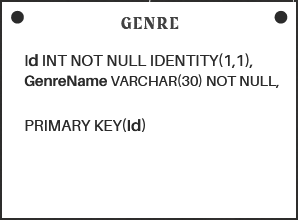 GENRE
Id INT NOT NULL IDENTITY(1,1),
GenreName VARCHAR(30) NOT NULL,
PRIMARY KEY(Id)